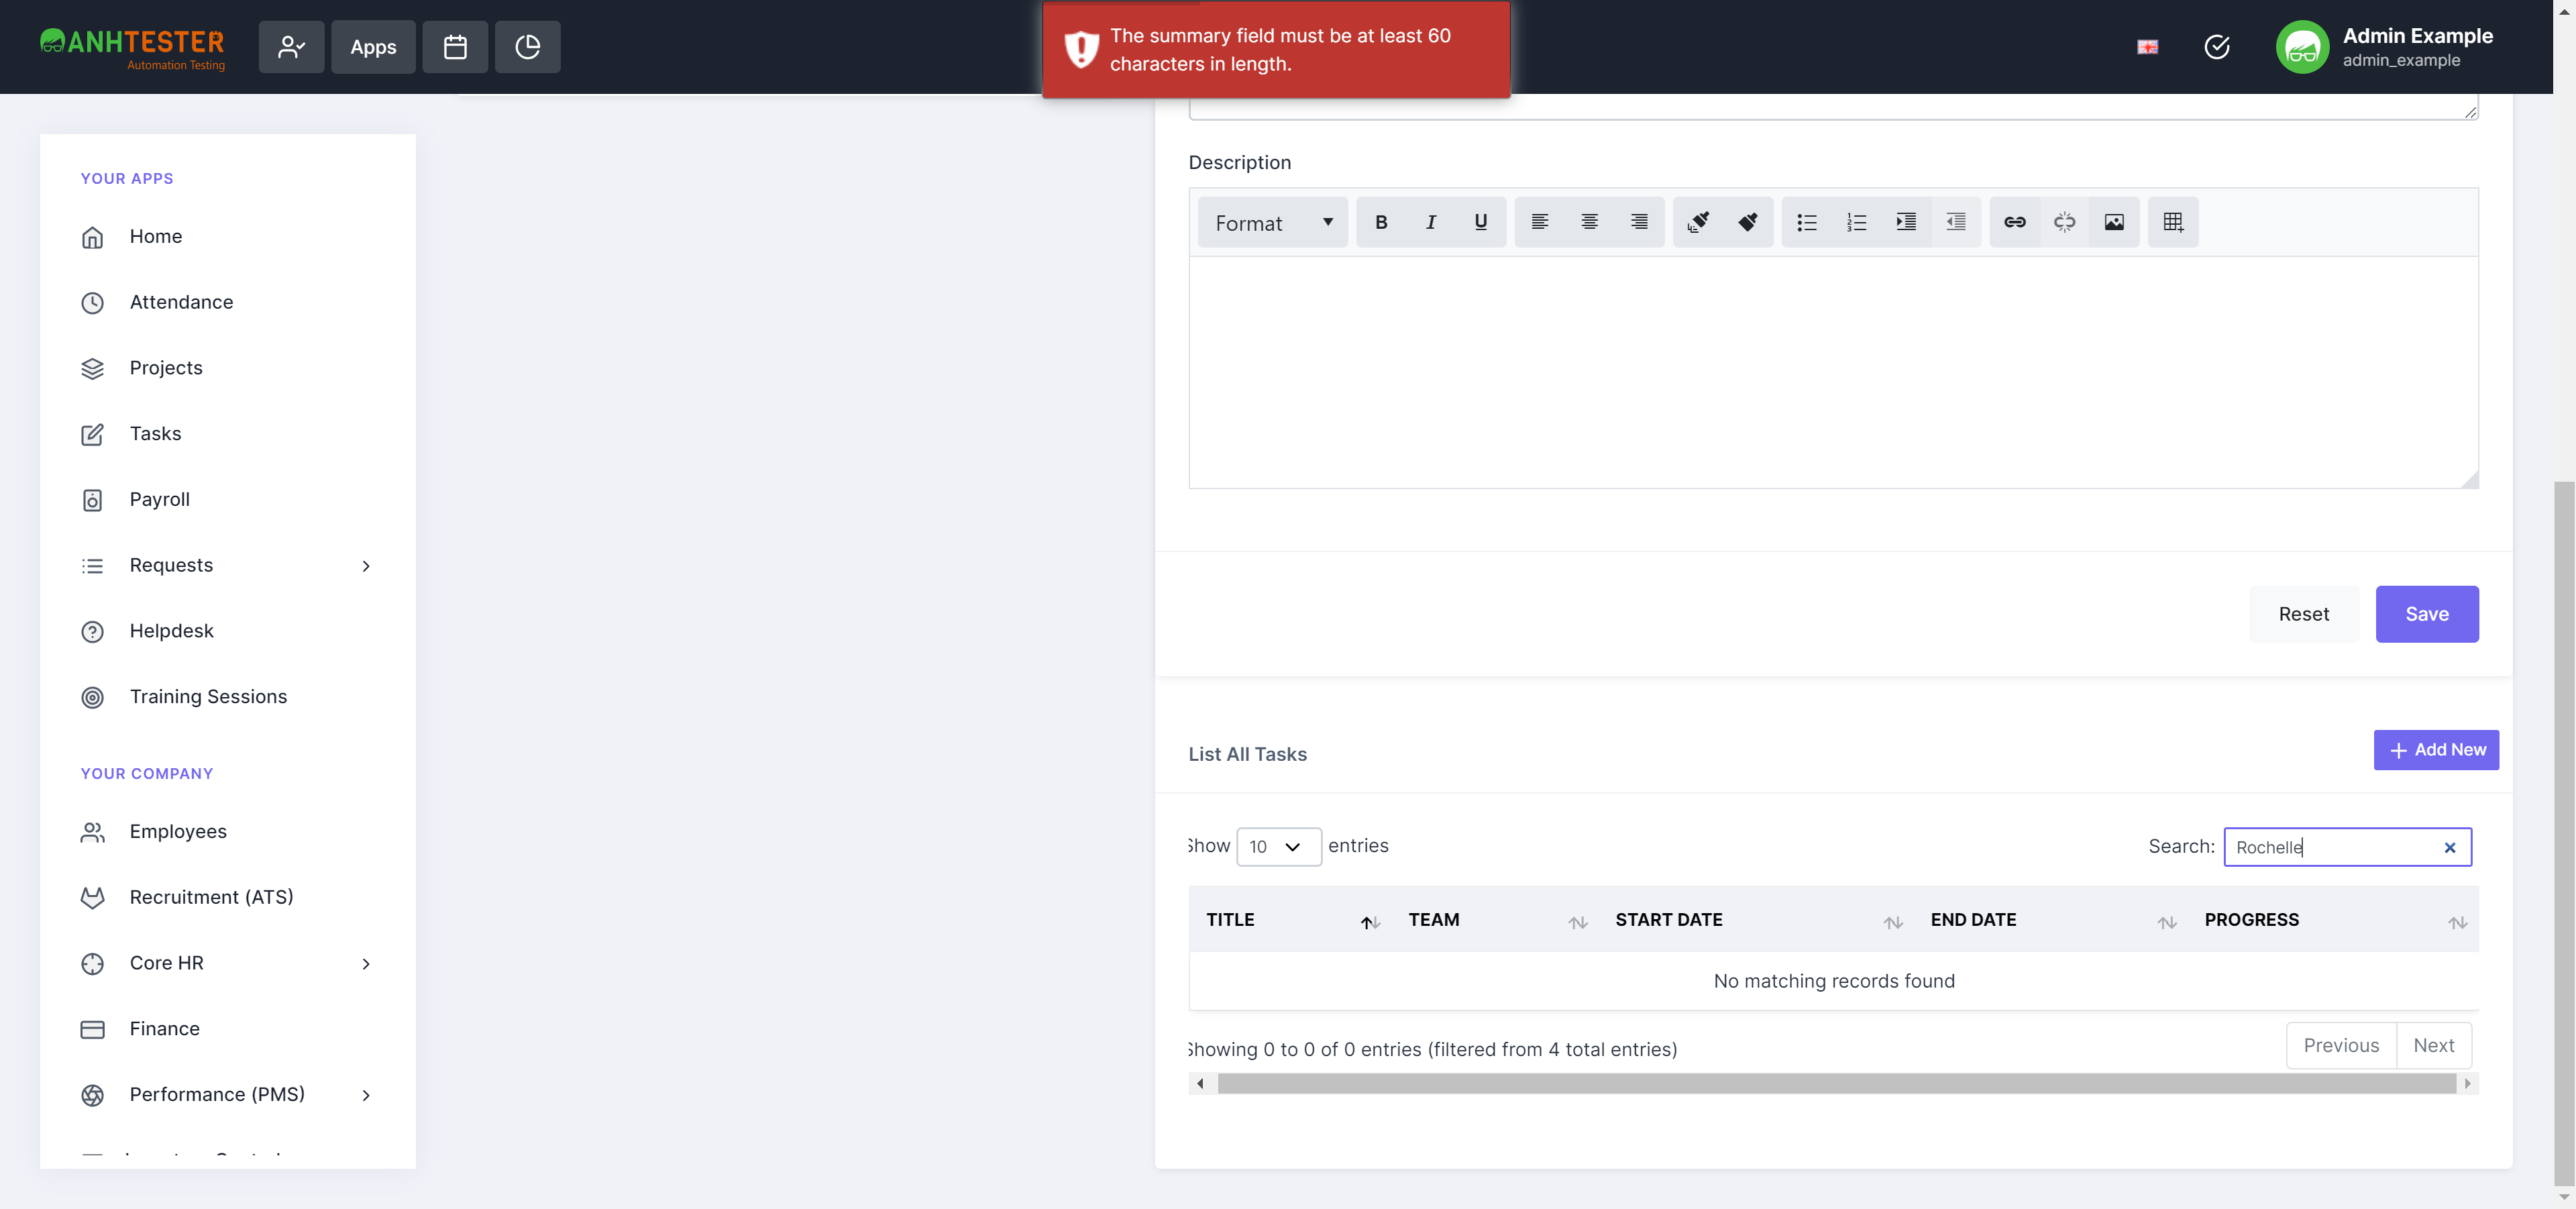 ANHTESTER
Automation Testing
Apps
The summary field must be at least 60
characters in length.
Admin Example
admin_example
YOUR APPS
Home
Attendance
Projects
Tasks
Payroll
Requests
Helpdesk
Training Sessions
YOUR COMPANY
Employees
Recruitment (ATS)
Core HR
Finance
Performance (PMS)
Description
Format
B I U
Reset
Save
List All Tasks
Add New
Show 10 entries
Search: Rochelle
TITLE TEAM START DATE END DATE PROGRESS
No matching records found
Showing 0 to 0 of 0 entries (filtered from 4 total entries)
Previous Next